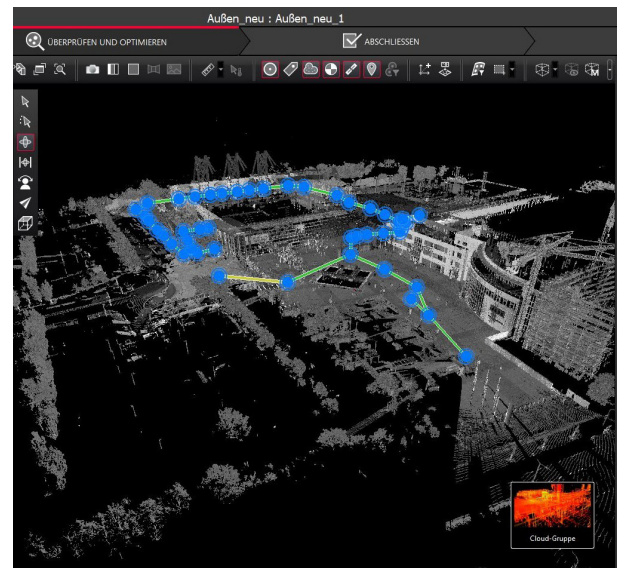 Außen_neu : Außen_neu_1
ÜBERPRÜFEN UND OPTIMIEREN
ABSCHLIESSEN
Cloud-Gruppe